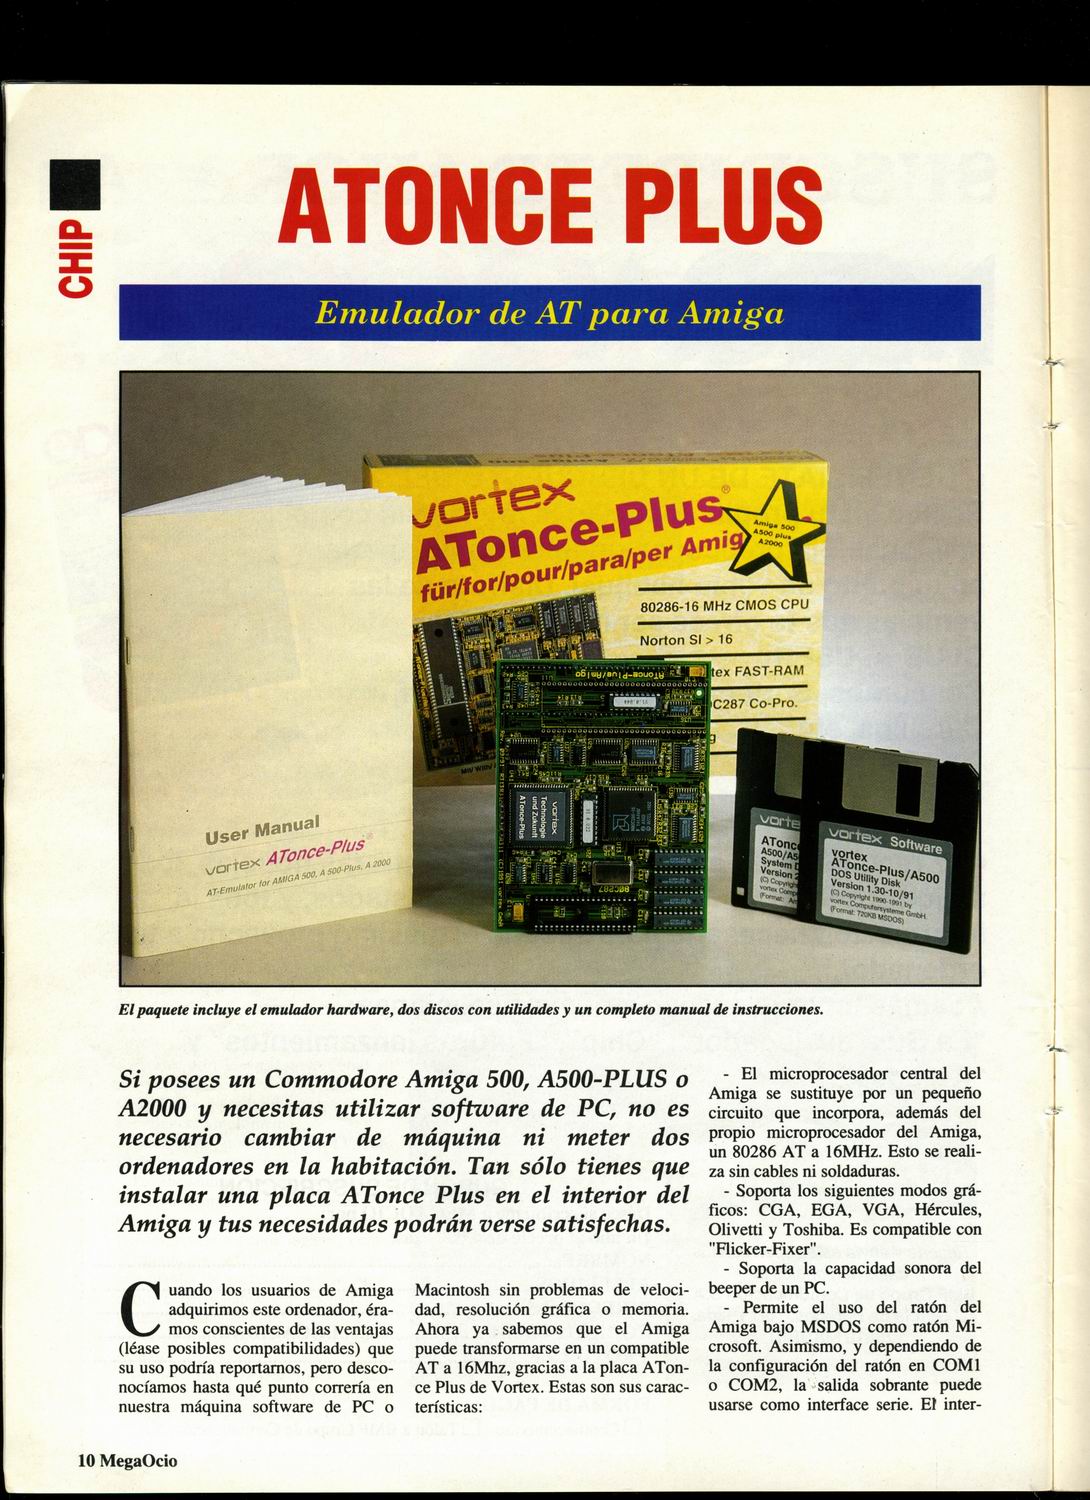 CHIP
ATONCE PLUS
Emulador de AT para Amiga
vortex
ATonce-Plus
für/for/pour/para/per Amig
Amiga 500
A500 plus
A2000
80286-16 MHz CMOS CPU
Norton SI > 16
tex FAST-RAM
C287 Co-Pro.
ATonce-Plus/Amiga
vortex
Technologie
und Zukunft
ATonce-Plus
80C287
User Manual
vortex ATonce-Plus®
AT-Emulator for AMIGA 500, A 500-Plus, A 2000
vortex Software
vortex
ATonce-Plus/A500
DOS Utility Disk
Version 1.30-10/91
(C) Copyright 1990-1991 by
vortex Computersysteme GmbH.
(Format: 720KB MSDOS)
El paquete incluye el emulador hardware, dos discos con utilidades y un completo manual de instrucciones.
Si posees un Commodore Amiga 500, A500-PLUS o
A2000 y necesitas utilizar software de PC, no es
necesario cambiar de máquina ni meter dos
ordenadores en la habitación. Tan sólo tienes que
instalar una placa ATonce Plus en el interior del
Amiga y tus necesidades podrán verse satisfechas.
Cuando los usuarios de Amiga
adquirimos este ordenador, éra-
mos conscientes de las ventajas
(léase posibles compatibilidades) que
su uso podría reportarnos, pero desco-
nocíamos hasta qué punto correría en
nuestra máquina software de PC o
Macintosh sin problemas de veloci-
dad, resolución gráfica o memoria.
Ahora ya sabemos que el Amiga
puede transformarse en un compatible
AT a 16Mhz, gracias a la placa ATon-
ce Plus de Vortex. Estas son sus carac-
terísticas:
- El microprocesador central del
Amiga se sustituye por un pequeño
circuito que incorpora, además del
propio microprocesador del Amiga,
un 80286 AT a 16MHz. Esto se reali-
za sin cables ni soldaduras.
- Soporta los siguientes modos grá-
ficos: CGA, EGA, VGA, Hércules,
Olivetti y Toshiba. Es compatible con
"Flicker-Fixer".
- Soporta la capacidad sonora del
beeper de un PC.
- Permite el uso del ratón del
Amiga bajo MSDOS como ratón Mi-
crosoft. Asimismo, y dependiendo de
la configuración del ratón en COM1
o COM2, la salida sobrante puede
usarse como interface serie. El inter-
10 MegaOcio